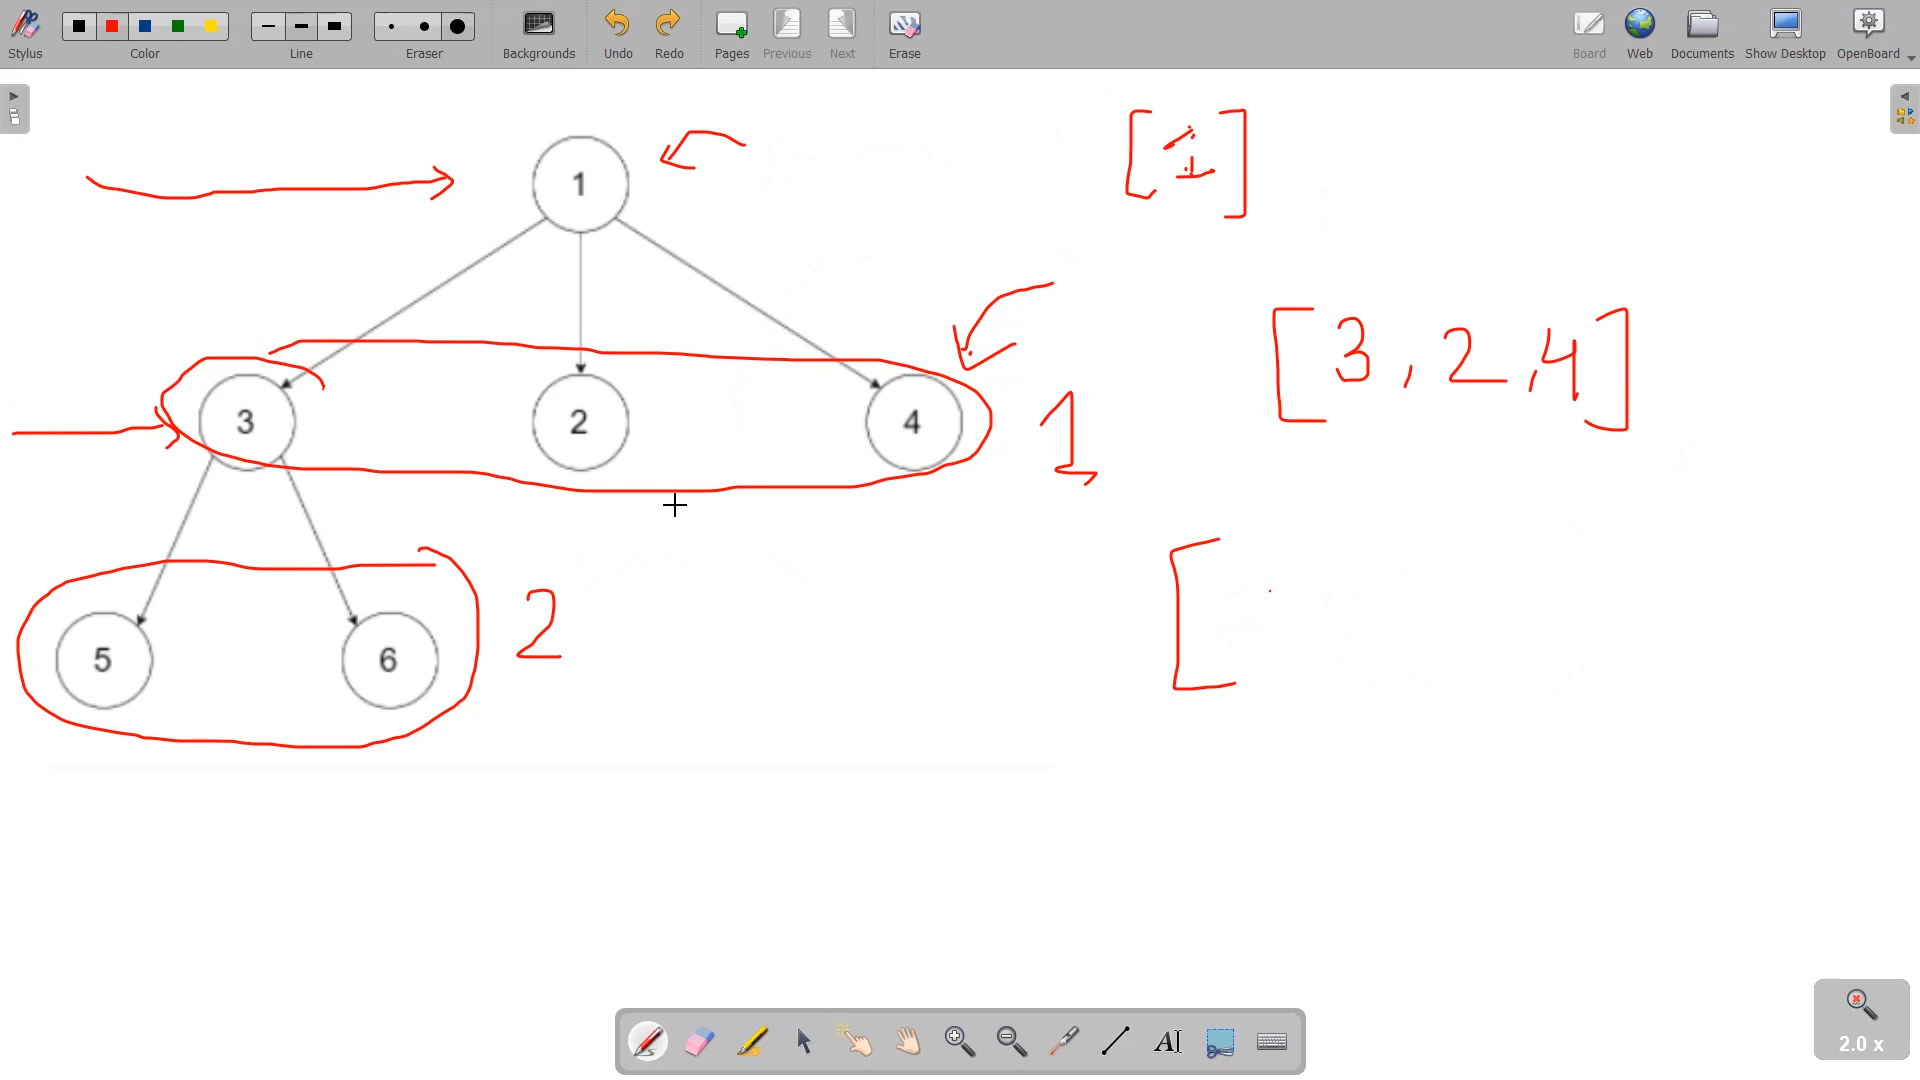 Stylus Color Line Eraser Backgrounds Undo Redo Pages Previous Next Erase Board Web Documents Show Desktop OpenBoard
1
[1]
3 2 4
1
[3, 2, 4]
5 6
2
[
2.0 x